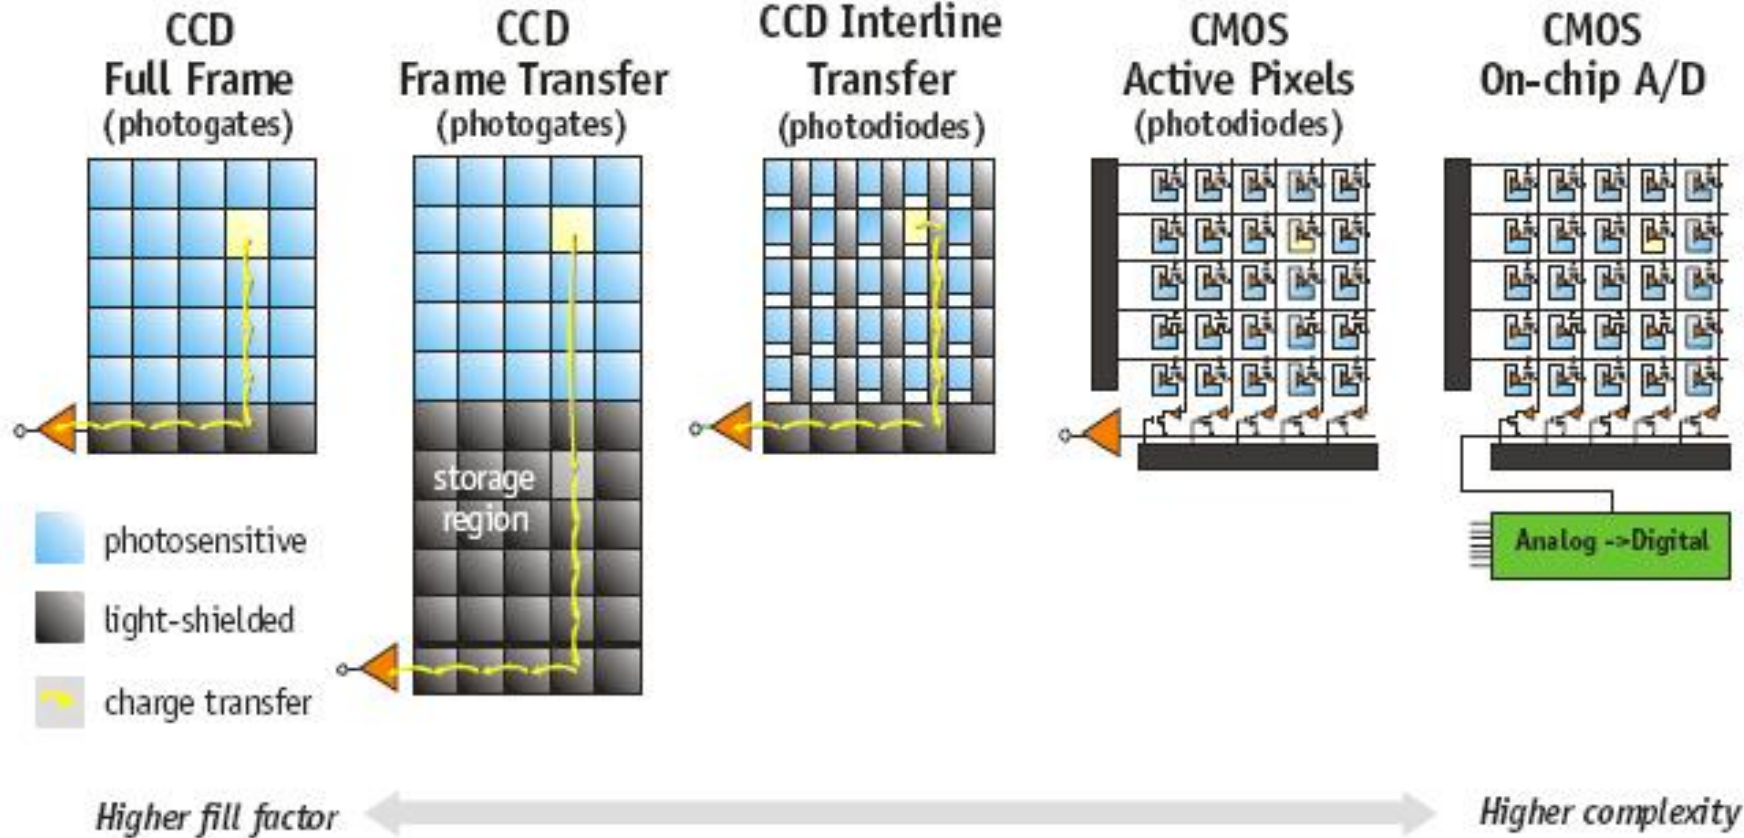 CCD
Full Frame
(photogates)
CCD
Frame Transfer
(photogates)
CCD Interline
Transfer
(photodiodes)
CMOS
Active Pixels
(photodiodes)
CMOS
On-chip A/D
storage
region
photosensitive
light-shielded
charge transfer
Analog ->Digital
Higher fill factor
Higher complexity